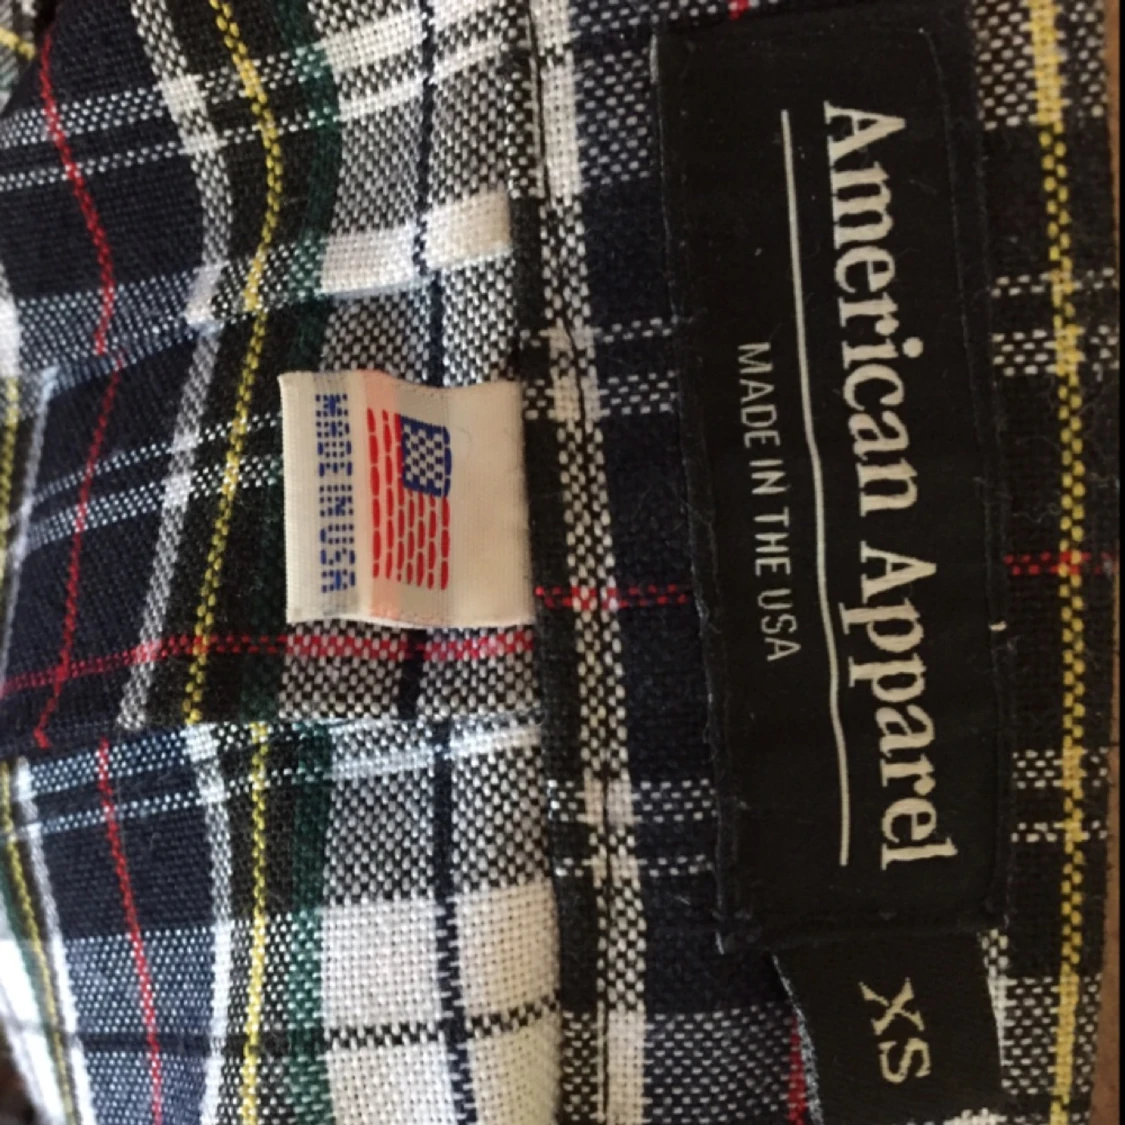 American Apparel
MADE IN THE USA
XS
MADE IN USA